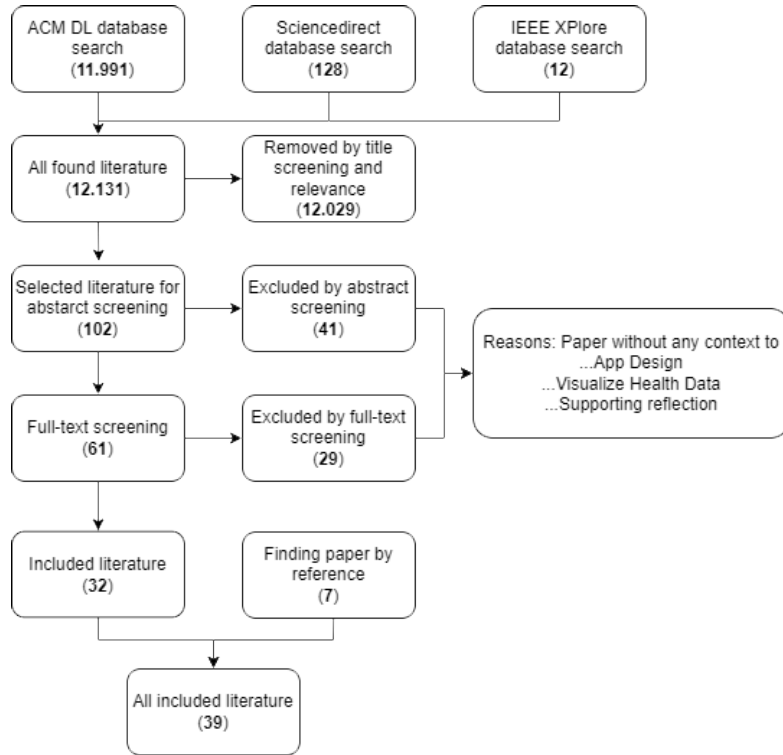 ACM DL database
search
(11.991)
Sciencedirect
database search
(128)
IEEE XPlore
database search
(12)
All found literature
(12.131)
Removed by title
screening and
relevance
(12.029)
Selected literature for
abstarct screening
(102)
Excluded by abstract
screening
(41)
Reasons: Paper without any context to
...App Design
...Visualize Health Data
...Supporting reflection
Full-text screening
(61)
Excluded by full-text
screening
(29)
Included literature
(32)
Finding paper by
reference
(7)
All included literature
(39)